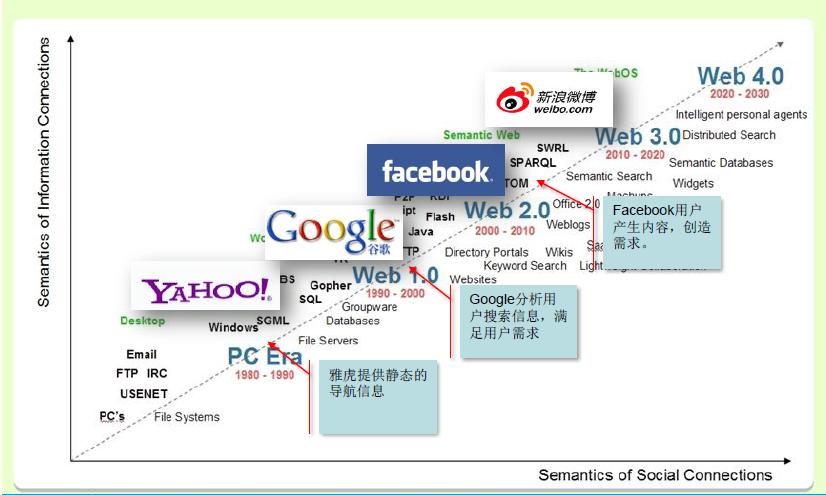 Semantics of Information Connections
The WebOS
Web 4.0
2020 - 2030
新浪微博
weibo.com
Intelligent personal agents
Semantic Web
Web 3.0
2010 - 2020
Distributed Search
SWRL
SPARQL
Semantic Databases
facebook
Semantic Search
Widgets
Mashups
Office 2.0
Facebook用户
产生内容，创造
需求。
P2P
Flash
Web 2.0
2000 - 2010
Weblogs
Google
谷歌
Java
Directory Portals
Wikis
Keyword Search
Web 1.0
1990 - 2000
Websites
YAHOO!
Gopher
SQL
Google分析用
户搜索信息，满
足用户需求
Groupware
Databases
Desktop
Windows
SGML
File Servers
Email
PC Era
1980 - 1990
FTP IRC
雅虎提供静态的
导航信息
USENET
PC's
File Systems
Semantics of Social Connections